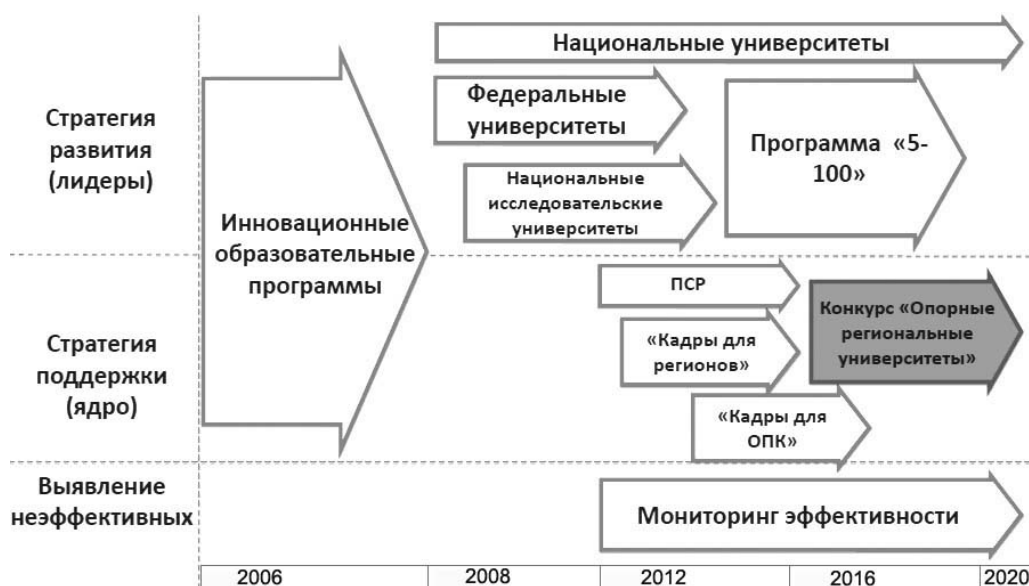 Национальные университеты
Федеральные
университеты
Программа «5-
100»
Национальные
исследовательские
университеты
Стратегия
развития
(лидеры)
Инновационные
образовательные
программы
ПСР
Конкурс «Опорные
региональные
университеты»
«Кадры для
регионов»
«Кадры для
ОПК»
Стратегия
поддержки
(ядро)
Выявление
неэффективных
Мониторинг эффективности
2006
2008
2012
2016
2020